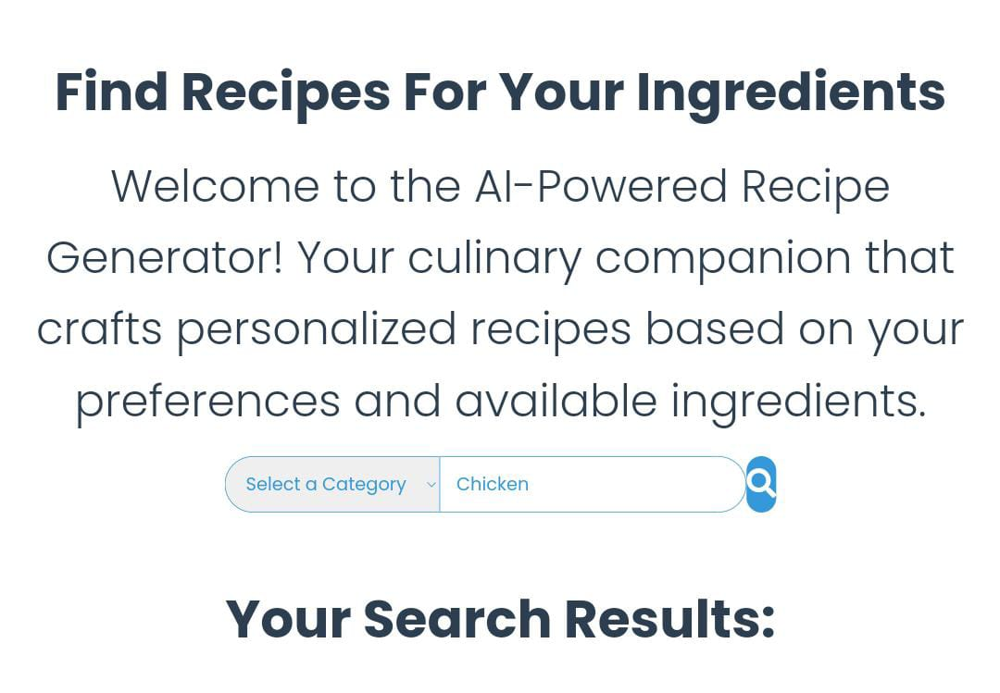 Find Recipes For Your Ingredients
Welcome to the AI-Powered Recipe
Generator! Your culinary companion that
crafts personalized recipes based on your
preferences and available ingredients.
Select a Category
Chicken
Your Search Results: